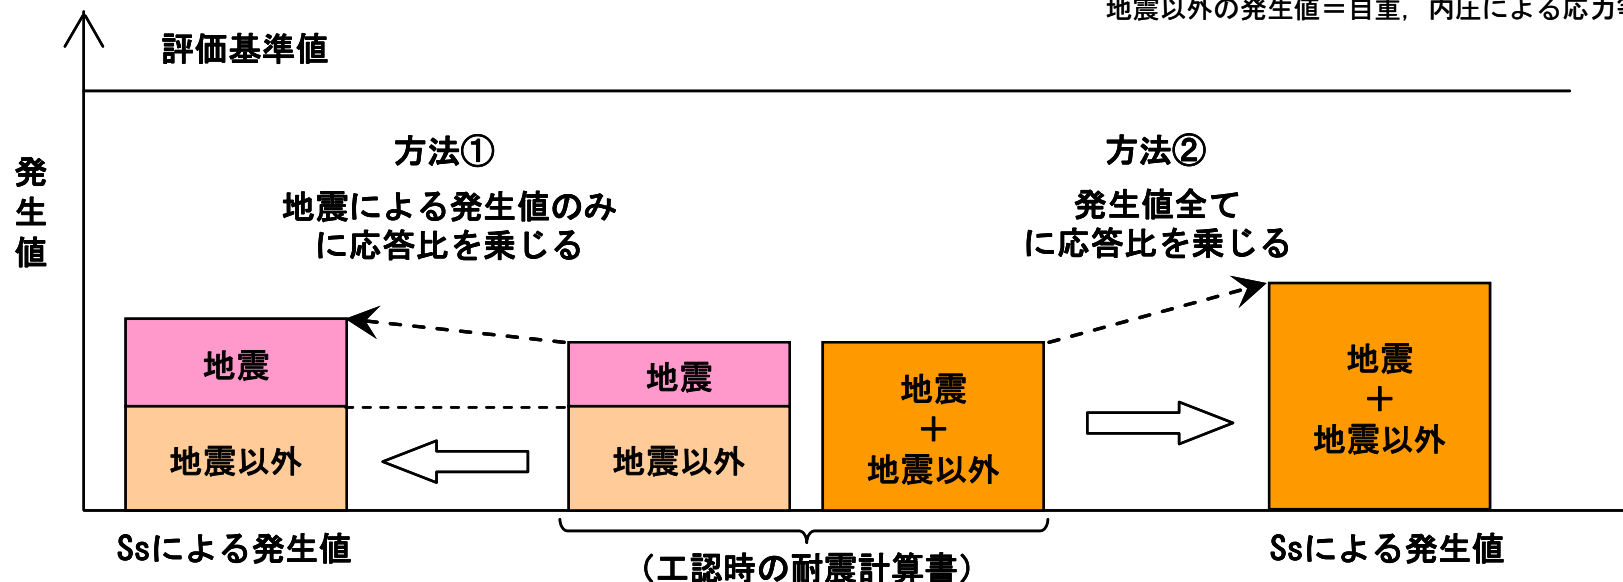 地震以外の発生値＝自重，内圧による応力
評価基準値
発生値
方法①
地震による発生値のみ
に応答比を乗じる
方法②
発生値全て
に応答比を乗じる
地震
地震以外
地震
地震以外
地震
＋
地震以外
地震
＋
地震以外
Ssによる発生値
（工認時の耐震計算書）
Ssによる発生値